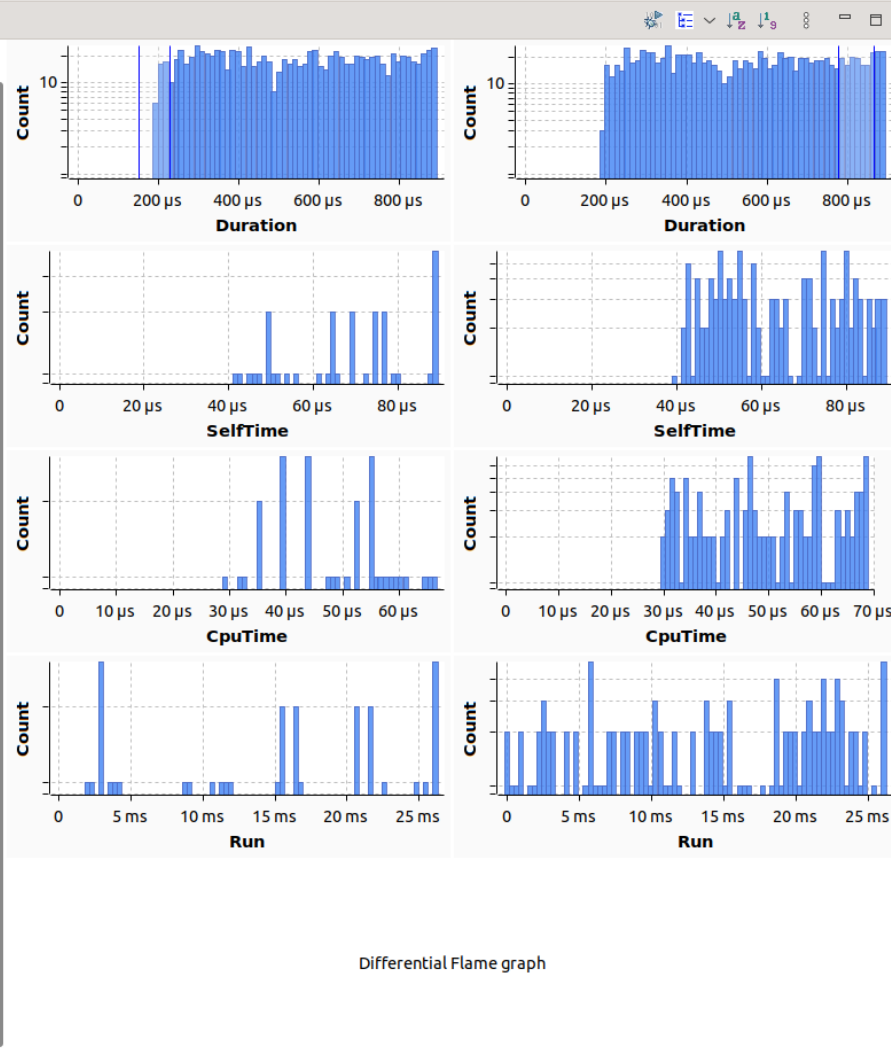 Count
10
0 200 µs 400 µs 600 µs 800 µs
Duration
Count
10
0 200 µs 400 µs 600 µs 800 µs
Duration
Count
0 20 µs 40 µs 60 µs 80 µs
SelfTime
Count
0 20 µs 40 µs 60 µs 80 µs
SelfTime
Count
0 10 µs 20 µs 30 µs 40 µs 50 µs 60 µs
CpuTime
Count
0 10 µs 20 µs 30 µs 40 µs 50 µs 60 µs 70 µs
CpuTime
Count
0 5 ms 10 ms 15 ms 20 ms 25 ms
Run
Count
0 5 ms 10 ms 15 ms 20 ms 25 ms
Run
Differential Flame graph